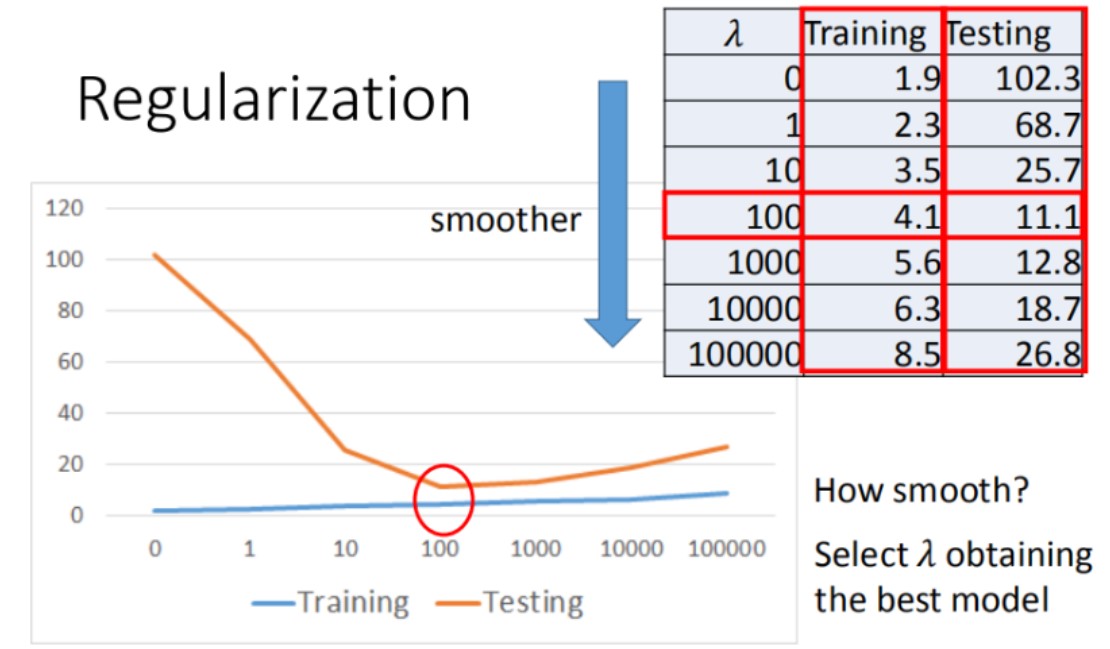 Regularization
λ Training Testing
0 1.9 102.3
1 2.3 68.7
10 3.5 25.7
100 4.1 11.1
1000 5.6 12.8
10000 6.3 18.7
100000 8.5 26.8
smoother
120
100
80
60
40
20
0
0 1 10 100 1000 10000 100000
Training Testing
How smooth?
Select λ obtaining
the best model